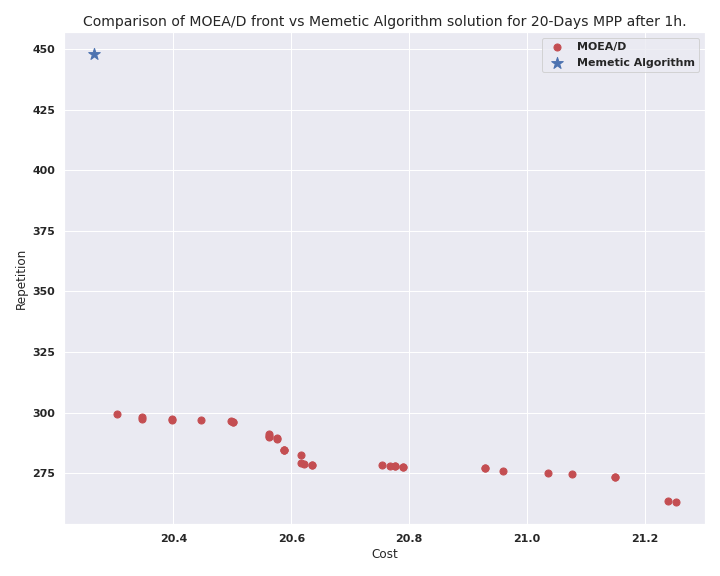 Comparison of MOEA/D front vs Memetic Algorithm solution for 20-Days MPP after 1h.
MOEA/D
Memetic Algorithm
450
425
400
375
350
325
300
275
Repetition
20.4 20.6 20.8 21.0 21.2
Cost